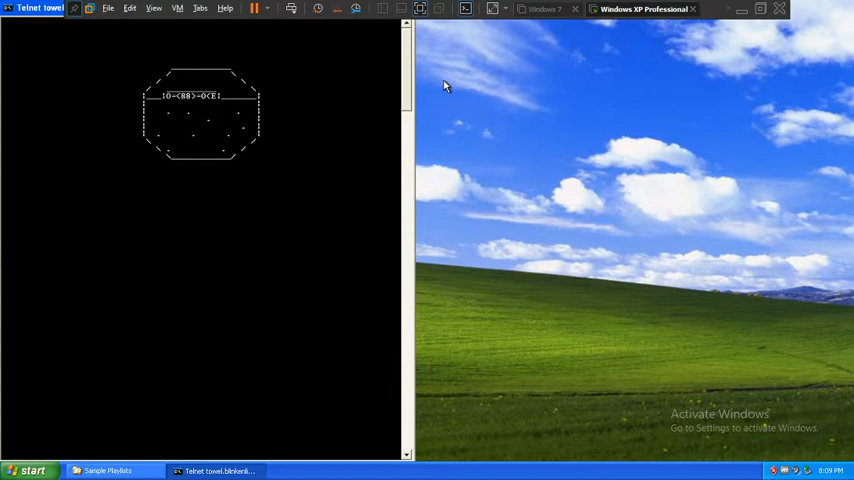 Telnet towel
File Edit View VM Tabs Help
Windows 7
Windows XP Professional
!O-<88>-O<E!
Activate Windows
Go to Settings to activate Windows.
start
Sample Playlists
Telnet towel.blinkenli...
8:09 PM